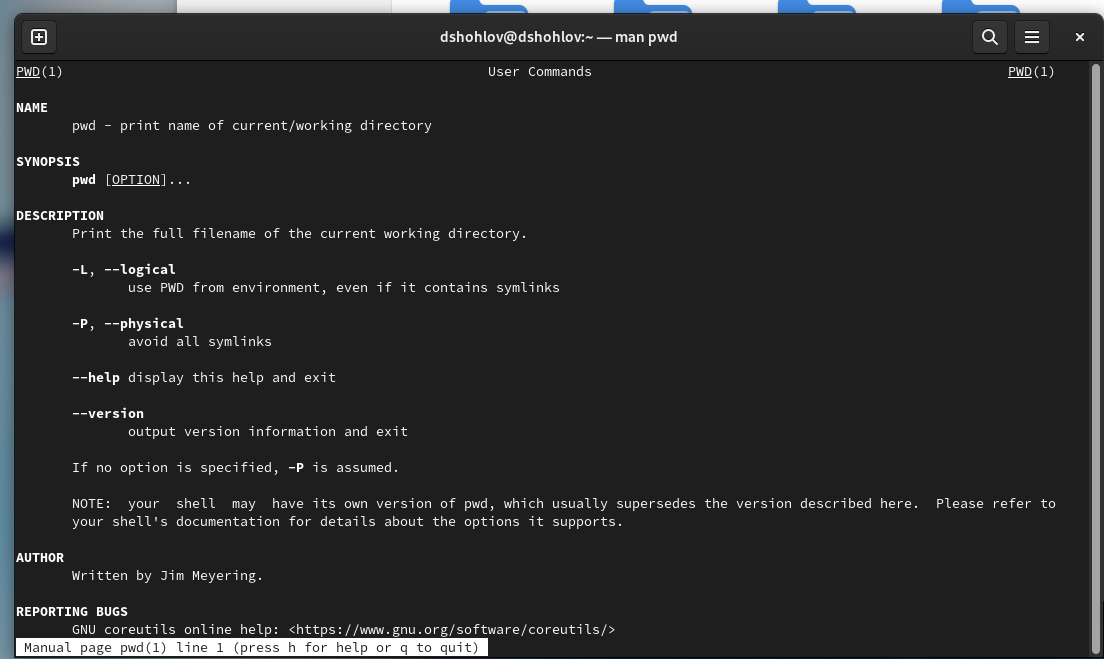 dshohlov@dshohlov:~ — man pwd
PWD(1) User Commands PWD(1)
NAME
pwd - print name of current/working directory
SYNOPSIS
pwd [OPTION]...
DESCRIPTION
Print the full filename of the current working directory.
-L, --logical
use PWD from environment, even if it contains symlinks
-P, --physical
avoid all symlinks
--help display this help and exit
--version
output version information and exit
If no option is specified, -P is assumed.
NOTE:  your  shell  may  have its own version of pwd, which usually supersedes the version described here.  Please refer to
your shell's documentation for details about the options it supports.
AUTHOR
Written by Jim Meyering.
REPORTING BUGS
GNU coreutils online help: <https://www.gnu.org/software/coreutils/>
Manual page pwd(1) line 1 (press h for help or q to quit)